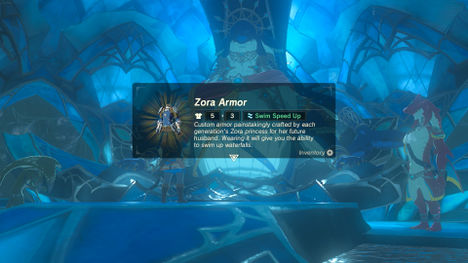 Zora Armor
5 › 3 Swim Speed Up
Custom armor painstakingly crafted by each
generation's Zora princess for her future
husband. Wearing it will give you the ability
to swim up waterfalls.
Inventory